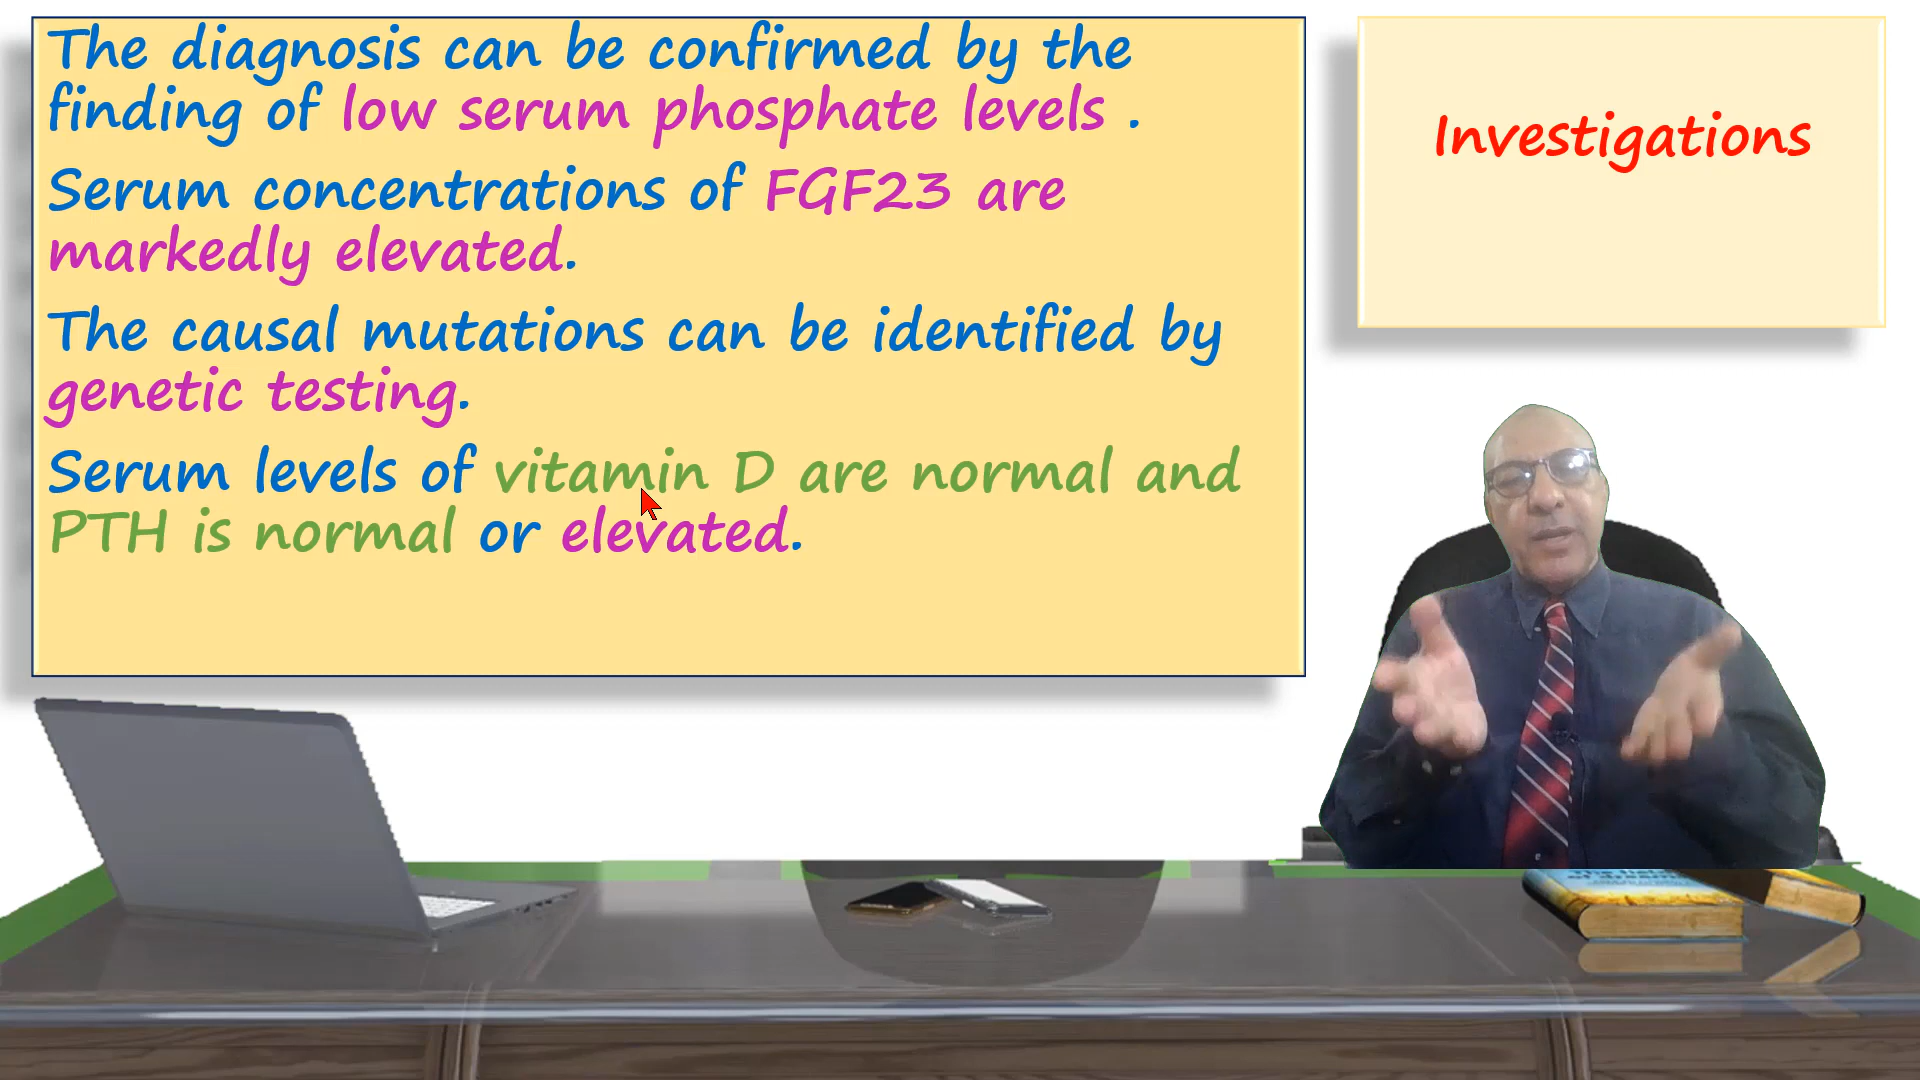 The diagnosis can be confirmed by the
finding of low serum phosphate levels .
Serum concentrations of FGF23 are
markedly elevated.
The causal mutations can be identified by
genetic testing.
Serum levels of vitamin D are normal and
PTH is normal or elevated.
Investigations